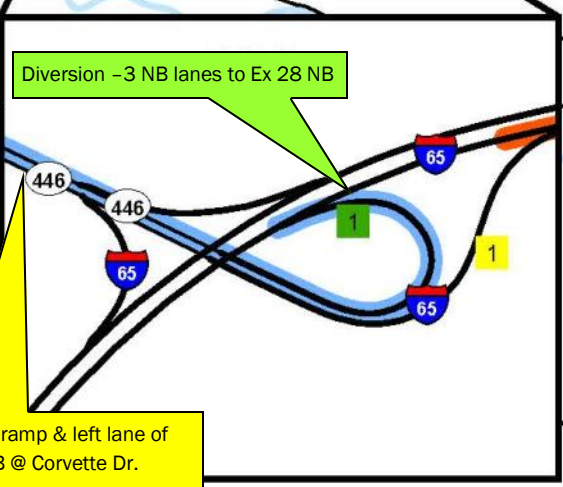 Diversion –3 NB lanes to Ex 28 NB
65
446
446
1
1
65
65
ramp & left lane of
@ Corvette Dr.